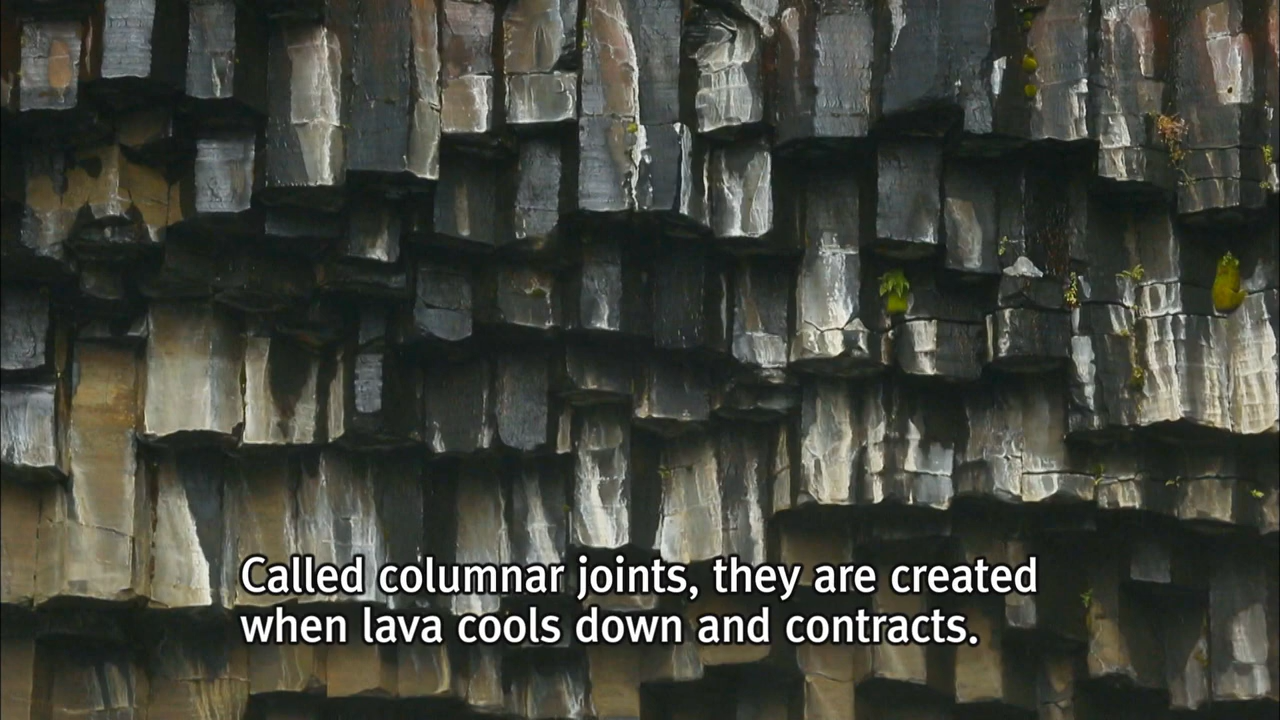 Called columnar joints, they are created
when lava cools down and contracts.